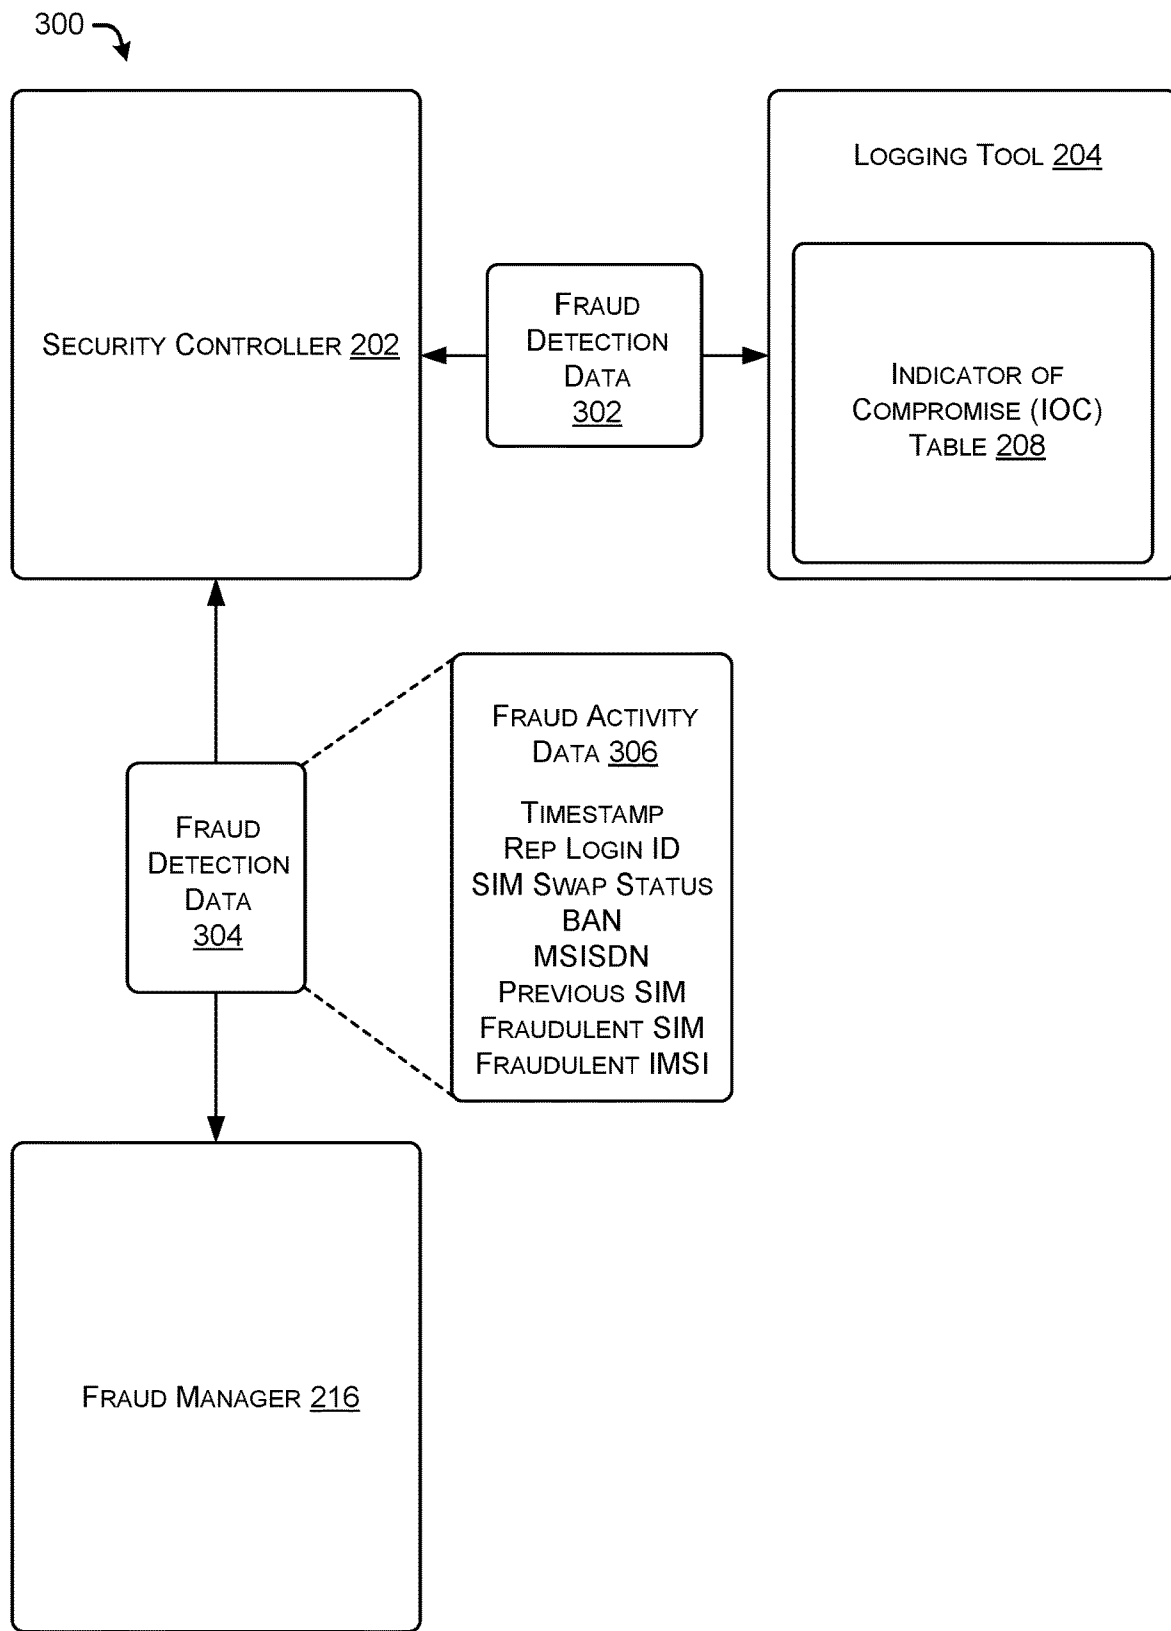 300
SECURITY CONTROLLER 202
FRAUD
DETECTION
DATA
302
LOGGING TOOL 204
INDICATOR OF
COMPROMISE (IOC)
TABLE 208
FRAUD
DETECTION
DATA
304
FRAUD ACTIVITY
DATA 306
TIMESTAMP
REP LOGIN ID
SIM SWAP STATUS
BAN
MSISDN
PREVIOUS SIM
FRAUDULENT SIM
FRAUDULENT IMSI
FRAUD MANAGER 216